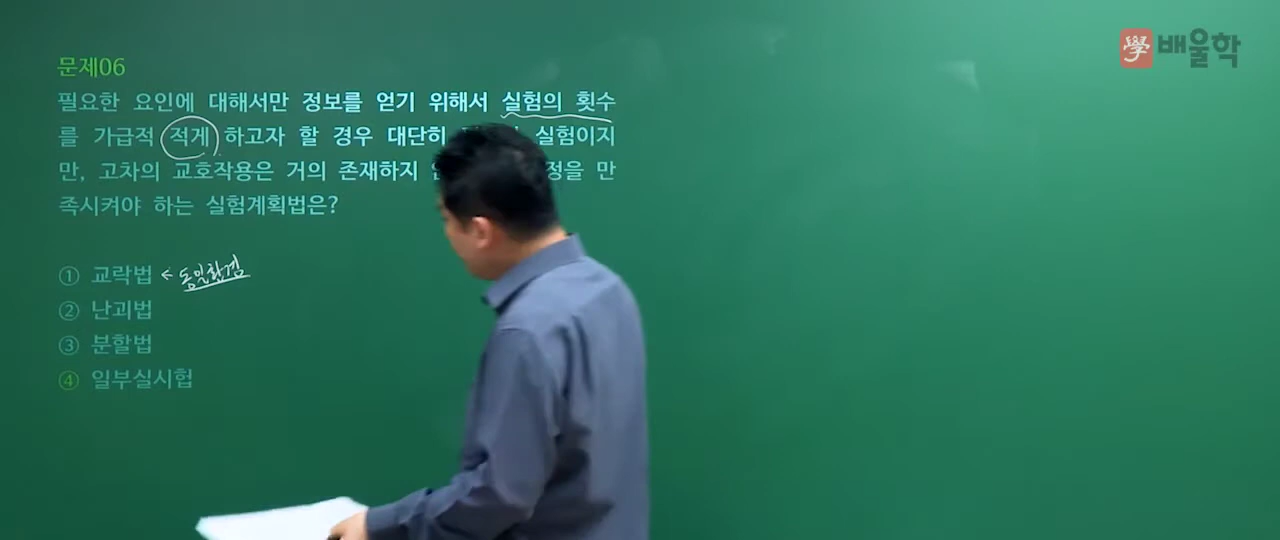 學 배울학
문제06
필요한 요인에 대해서만 정보를 얻기 위해서 실험의 횟수
를 가급적 적게 하고자 할 경우 대단히 실험이지
만, 고차의 교호작용은 거의 존재하지 정을 만
족시켜야 하는 실험계획법은?
① 교락법 ←
② 난괴법
③ 분할법
④ 일부실시험